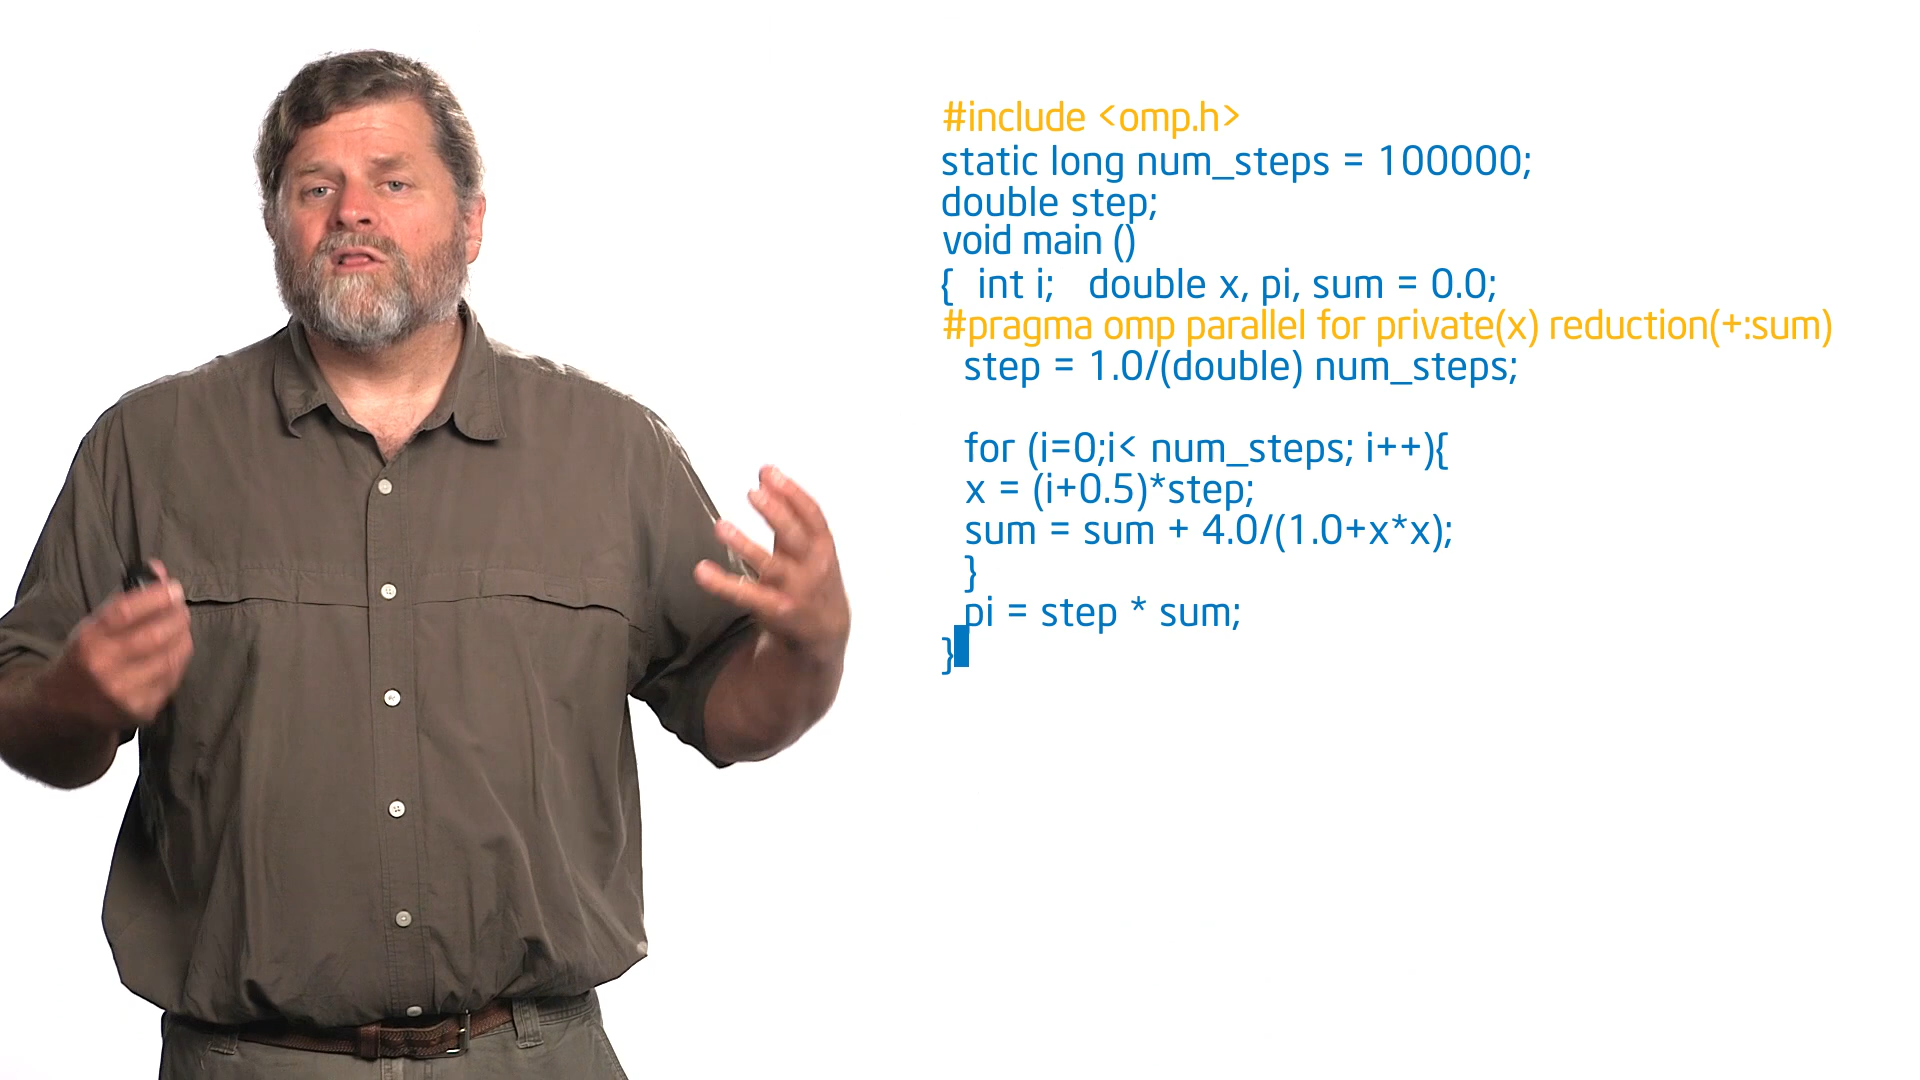 #include <omp.h>
static long num_steps = 100000;
double step;
void main ()
{ int i; double x, pi, sum = 0.0;
#pragma omp parallel for private(x) reduction(+:sum)
step = 1.0/(double) num_steps;
for (i=0;i< num_steps; i++){
x = (i+0.5)*step;
sum = sum + 4.0/(1.0+x*x);
}
pi = step * sum;
}